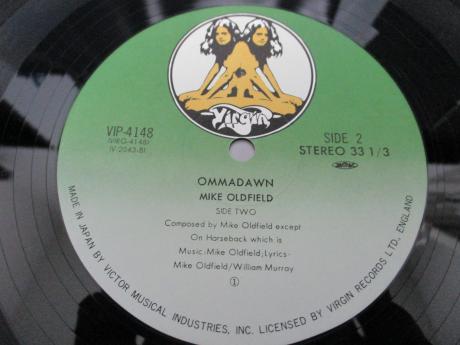 Virgin
VIP-4148
(VIRG-4148)
(V-2043-B)
SIDE 2
STEREO 33 1/3
OMMADAWN
MIKE OLDFIELD
SIDE TWO
Composed by Mike Oldfield except
On Horseback which is
Music:Mike Oldfield;Lyrics-
Mike Oldfield/William Murray
①
MADE IN JAPAN BY VICTOR MUSICAL INDUSTRIES, INC. LICENSED BY VIRGIN RECORDS LTD. ENGLAND